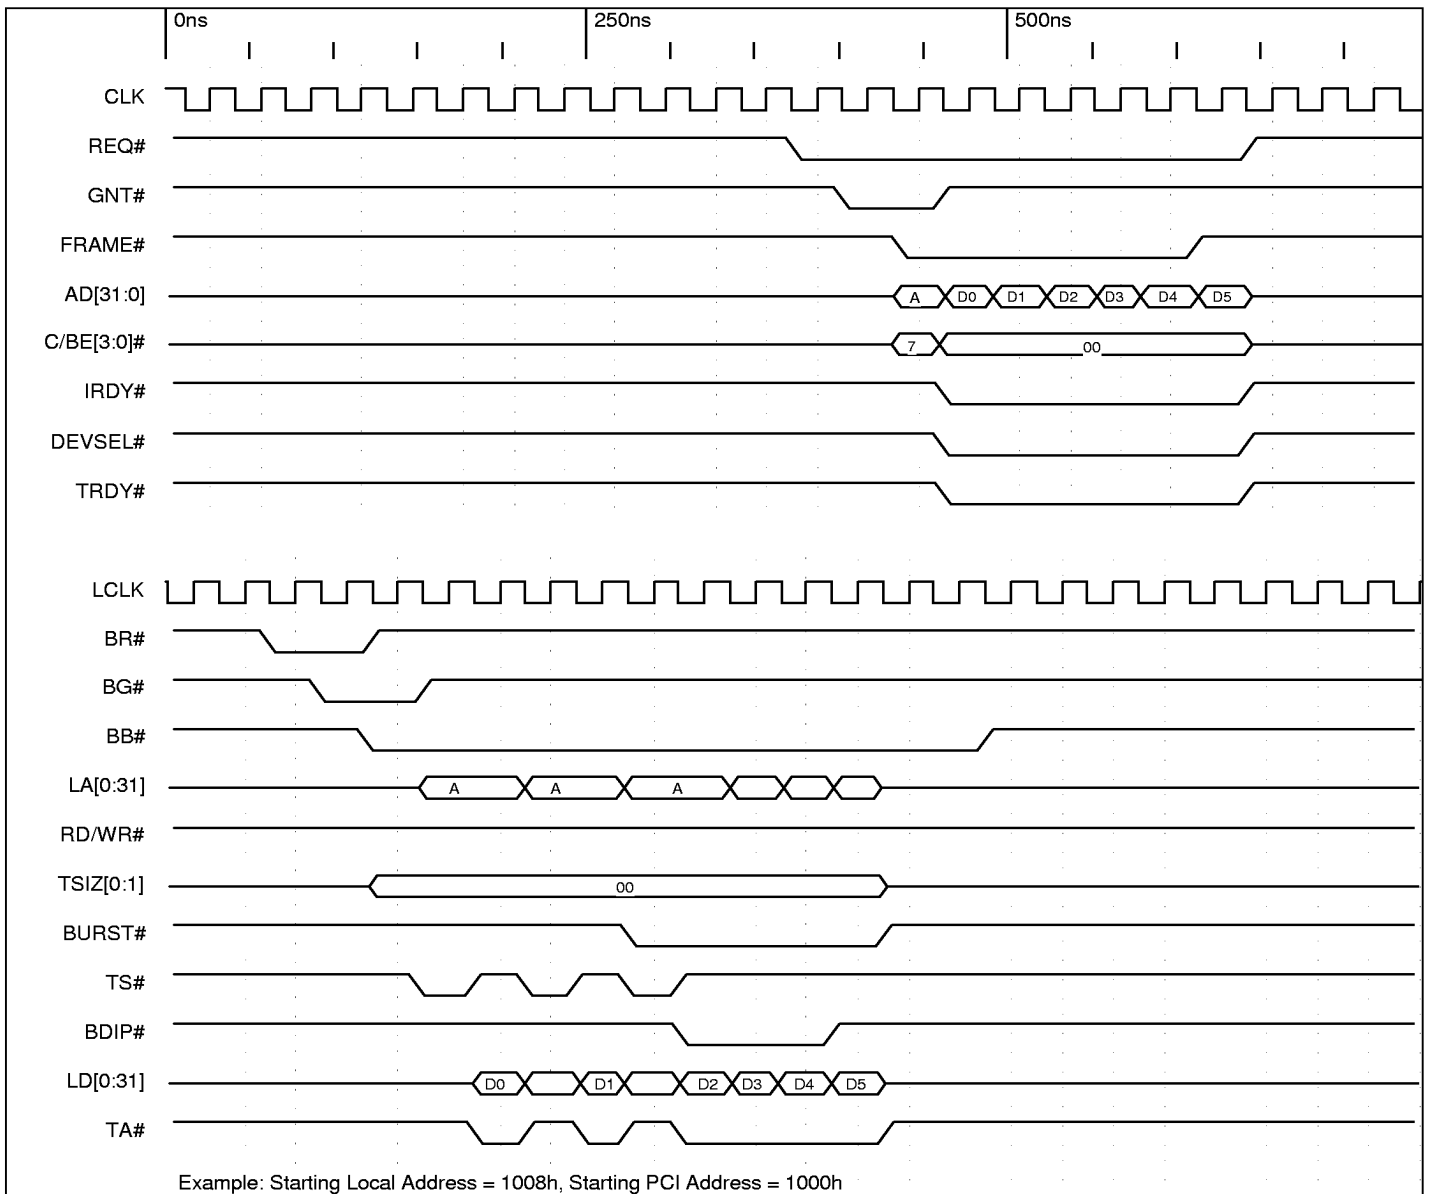 0ns 250ns 500ns
CLK
REQ#
GNT#
FRAME#
AD[31:0] A D0 D1 D2 D3 D4 D5
C/BE[3:0]# 7 00
IRDY#
DEVSEL#
TRDY#
LCLK
BR#
BG#
BB#
LA[0:31] A A A
RD/WR#
TSIZ[0:1] 00
BURST#
TS#
BDIP#
LD[0:31] D0 D1 D2 D3 D4 D5
TA#
Example: Starting Local Address = 1008h, Starting PCI Address = 1000h